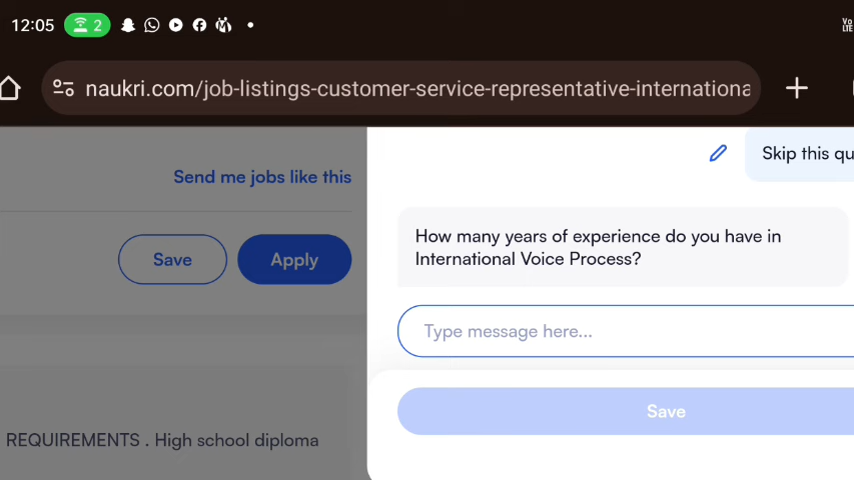 12:05 2 Vo LTE
naukri.com/job-listings-customer-service-representative-internationa
Send me jobs like this
Skip this qu
How many years of experience do you have in
International Voice Process?
Save Apply
Type message here...
Save
REQUIREMENTS . High school diploma